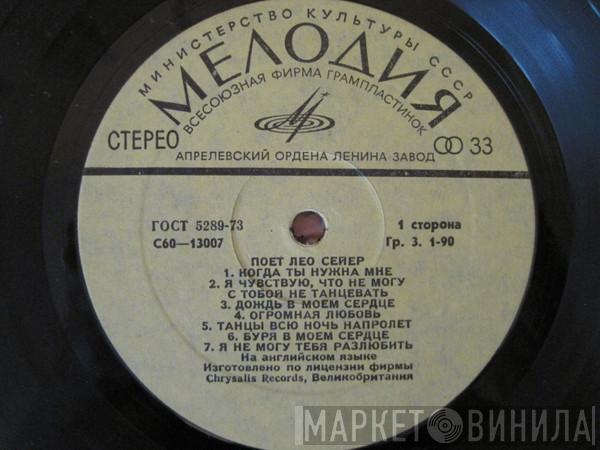 МИНИСТЕРСТВО КУЛЬТУРЫ СССР
МЕЛОДИЯ
ВСЕСОЮЗНАЯ ФИРМА ГРАМПЛАСТИНОК
СТЕРЕО
33
АПРЕЛЕВСКИЙ ОРДЕНА ЛЕНИНА ЗАВОД
ГОСТ 5289-73
1 сторона
С60—13007
Гр. 3. 1-90
ПОЕТ ЛЕО СЕЙЕР
1. КОГДА ТЫ НУЖНА МНЕ
2. Я ЧУВСТВУЮ, ЧТО НЕ МОГУ
С ТОБОЙ НЕ ТАНЦЕВАТЬ
3. ДОЖДЬ В МОЕМ СЕРДЦЕ
4. ОГРОМНАЯ ЛЮБОВЬ
5. ТАНЦЫ ВСЮ НОЧЬ НАПРОЛЕТ
6. БУРЯ В МОЕМ СЕРДЦЕ
7. Я НЕ МОГУ ТЕБЯ РАЗЛЮБИТЬ
На английском языке
Изготовлено по лицензии фирмы
Chrysalis Records, Великобритания
МАРКЕТ ВИНИЛА